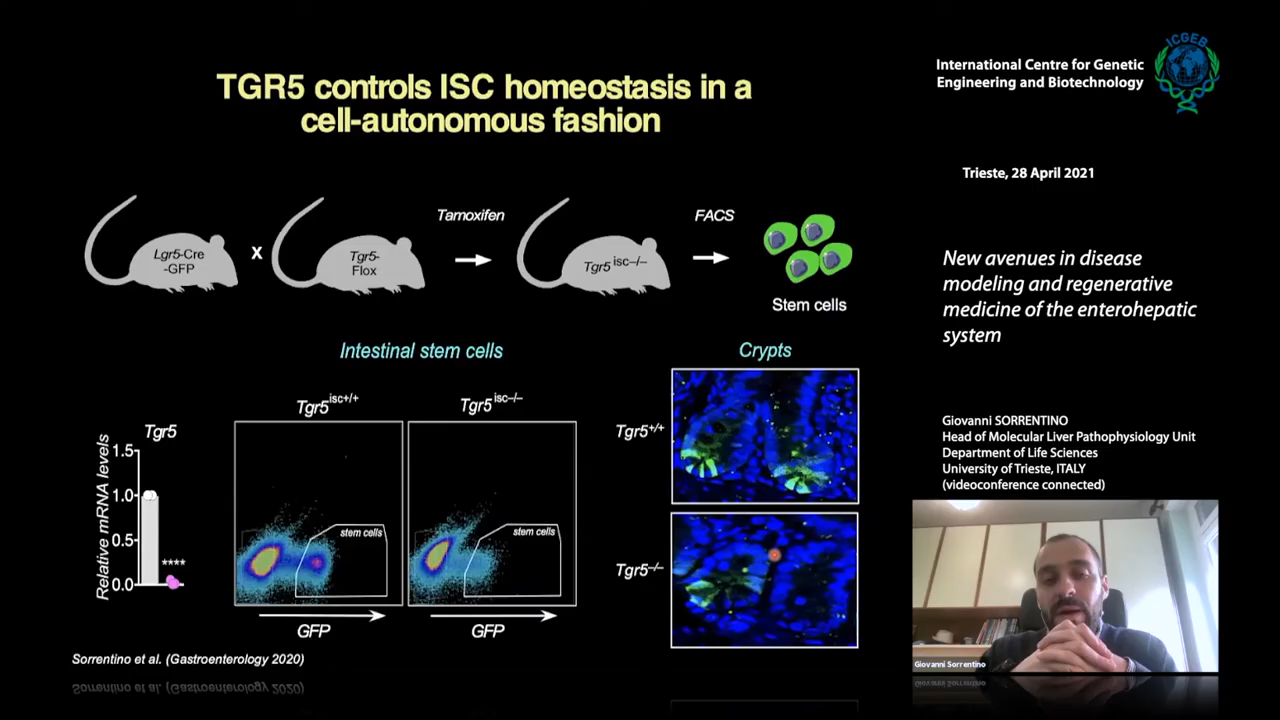 TGR5 controls ISC homeostasis in a
cell-autonomous fashion
Lgr5-Cre
-GFP
x
Tgr5-
Flox
Tamoxifen
Tgr5 isc–/–
FACS
Stem cells
Intestinal stem cells
Crypts
Tgr5
Relative mRNA levels
1.5
1.0
0.5
0.0
****
Tgr5 isc+/+
stem cells
GFP
Tgr5 isc–/–
stem cells
GFP
Tgr5+/+
Tgr5–/–
Sorrentino et al. (Gastroenterology 2020)
International Centre for Genetic
Engineering and Biotechnology
ICGEB
Trieste, 28 April 2021
New avenues in disease
modeling and regenerative
medicine of the enterohepatic
system
Giovanni SORRENTINO
Head of Molecular Liver Pathophysiology Unit
Department of Life Sciences
University of Trieste, ITALY
(videoconference connected)
Giovanni Sorrentino